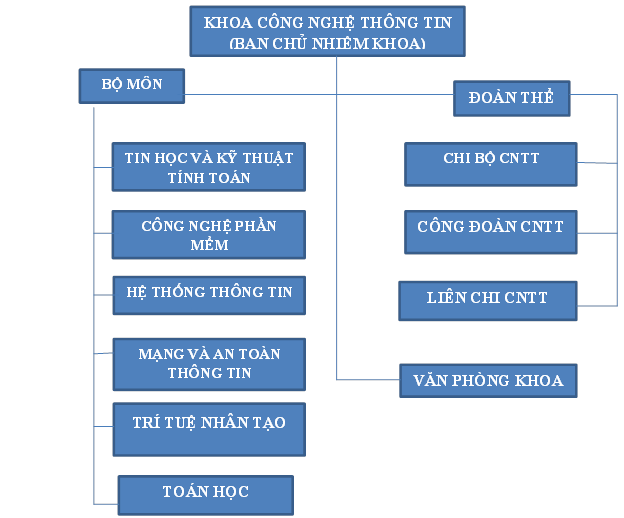 KHOA CÔNG NGHỆ THÔNG TIN
(BAN CHỦ NHIỆM KHOA)
BỘ MÔN
ĐOÀN THỂ
TIN HỌC VÀ KỸ THUẬT
TÍNH TOÁN
CHI BỘ CNTT
CÔNG NGHỆ PHẦN
MỀM
CÔNG ĐOÀN CNTT
HỆ THỐNG THÔNG TIN
LIÊN CHI CNTT
MẠNG VÀ AN TOÀN
THÔNG TIN
VĂN PHÒNG KHOA
TRÍ TUỆ NHÂN TẠO
TOÁN HỌC